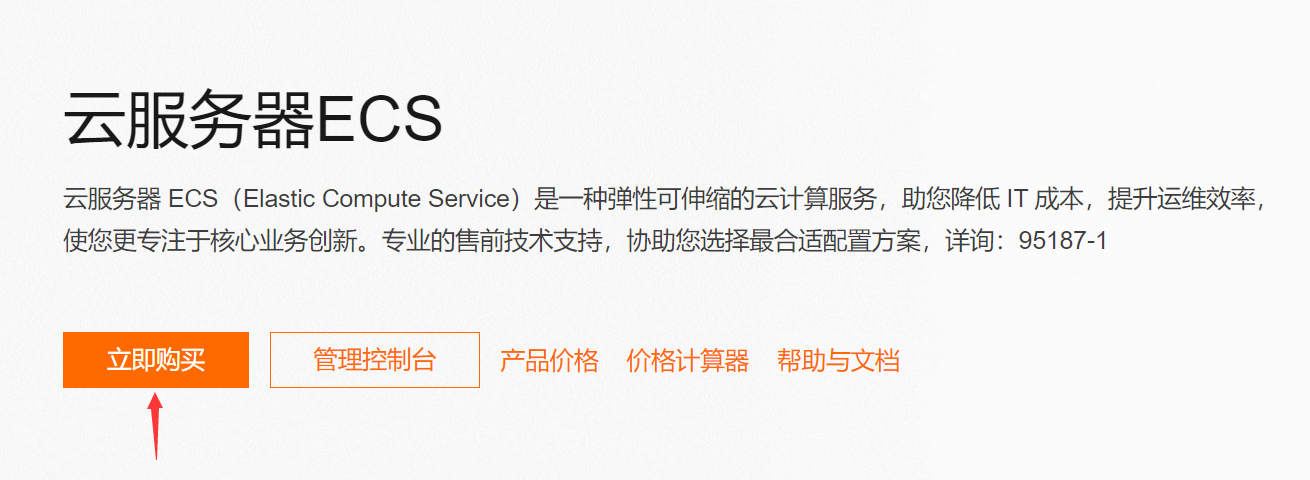 云服务器ECS
云服务器 ECS（Elastic Compute Service）是一种弹性可伸缩的云计算服务，助您降低 IT 成本，提升运维效率，
使您更专注于核心业务创新。专业的售前技术支持，协助您选择最合适配置方案，详询：95187-1
立即购买 管理控制台 产品价格 价格计算器 帮助与文档